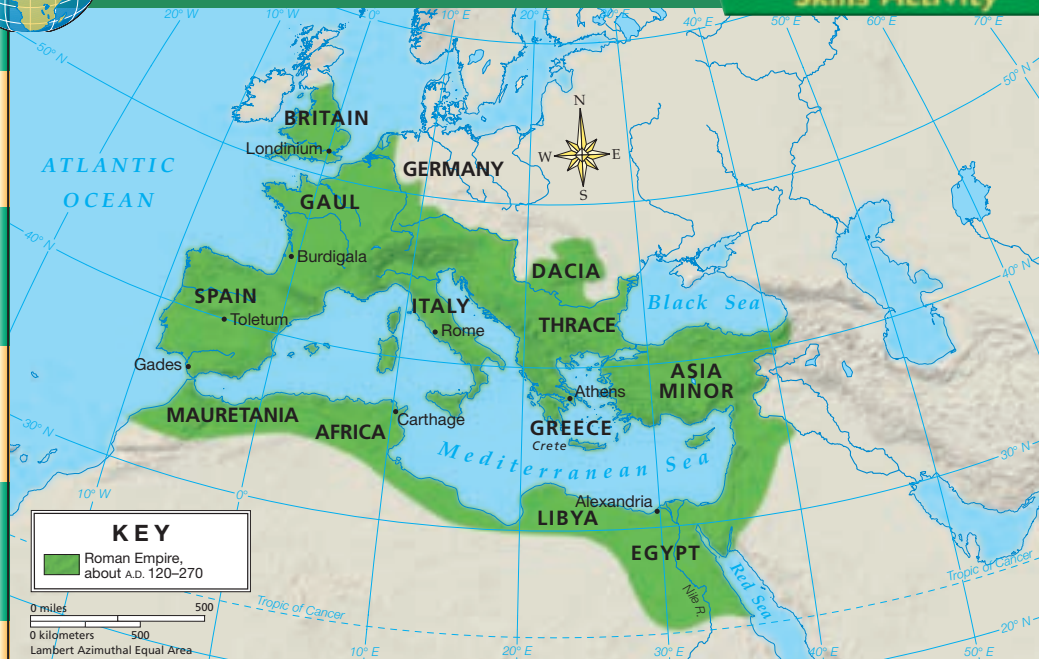 Skills Activity
20° W
10° W
0°
10° E
20° E
30° E
40° E
50° E
60° E
70° E
50° N
50° N
BRITAIN
Londinium
ATLANTIC
OCEAN
GERMANY
N
W
E
S
GAUL
40° N
Burdigala
DACIA
40° N
SPAIN
Toletum
ITALY
Rome
Black Sea
THRACE
Gades
ASIA
MINOR
Athens
MAURETANIA
Carthage
AFRICA
GREECE
Crete
30° N
Mediterranean Sea
30° N
10° W
0°
Alexandria
LIBYA
EGYPT
Red Sea
Nile R.
Tropic of Cancer
KEY
Roman Empire,
about A.D. 120–270
Tropic of Cancer
0 miles 500
0 kilometers 500
Lambert Azimuthal Equal Area
20° N
10° E
20° E
30° E
40° E
50° E